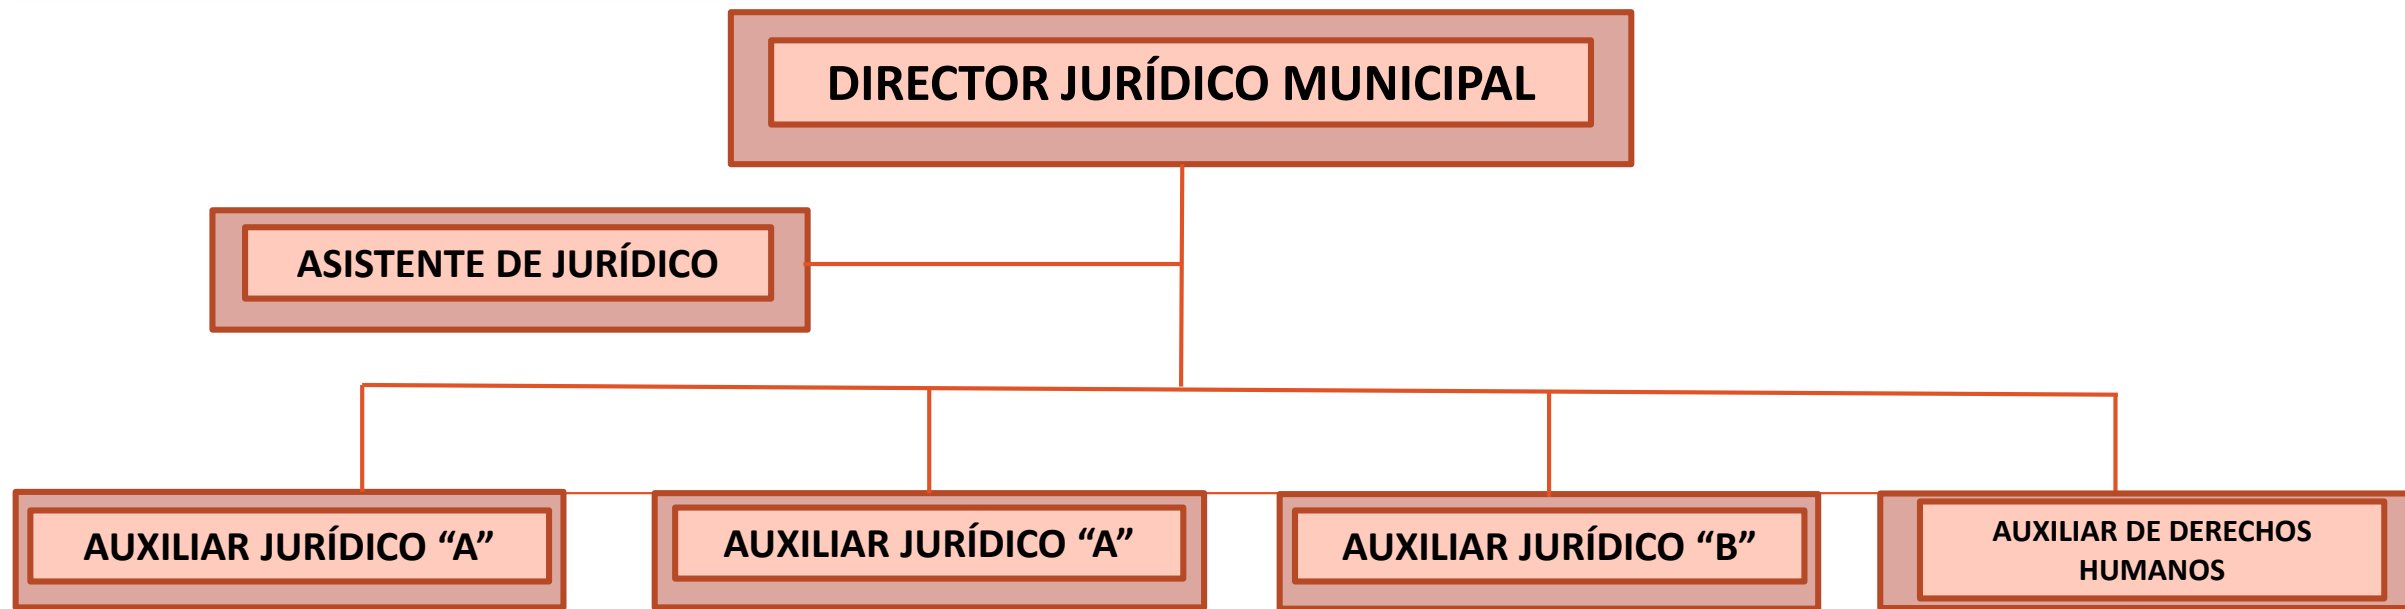 DIRECTOR JURÍDICO MUNICIPAL
ASISTENTE DE JURÍDICO
AUXILIAR JURÍDICO “A”
AUXILIAR JURÍDICO “A”
AUXILIAR JURÍDICO “B”
AUXILIAR DE DERECHOS
HUMANOS